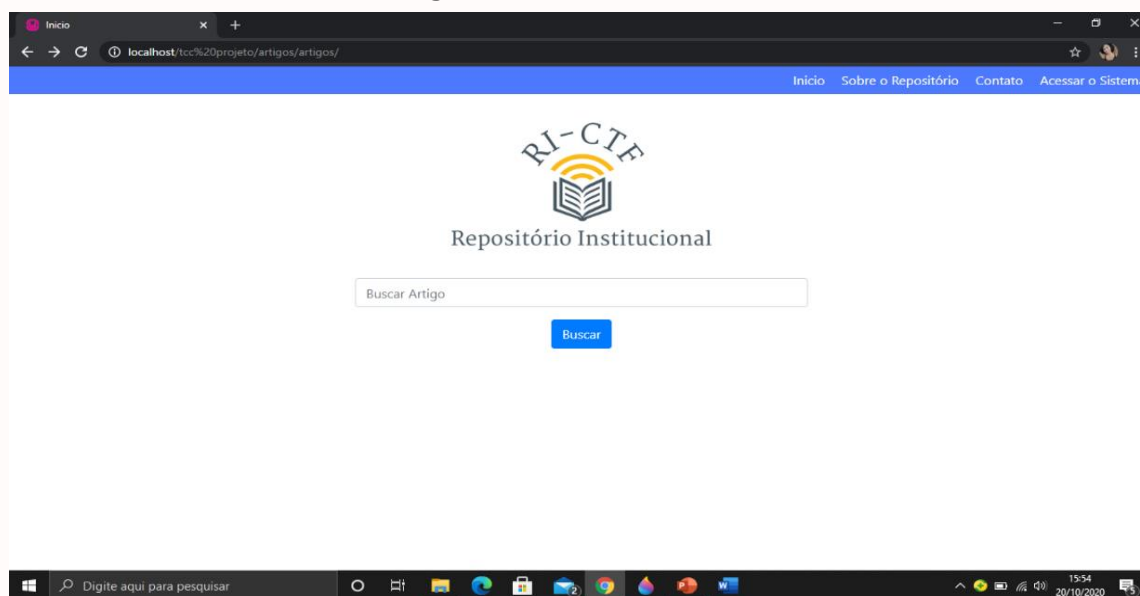 Inicio
localhost/tcc%20projeto/artigos/artigos/
Inicio Sobre o Repositório Contato Acessar o Sistema
RI-CTF
Repositório Institucional
Buscar Artigo
Buscar
Digite aqui para pesquisar
15:54
20/10/2020